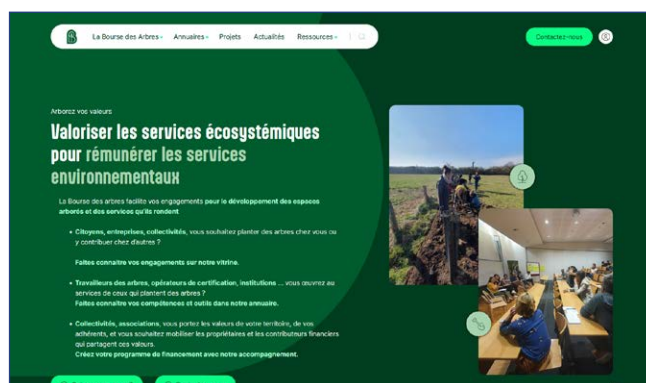 La Bourse des Arbres
Annuaires
Projets
Actualités
Ressources
Contactez-nous
Arborez vos valeurs
Valoriser les services écosystémiques
pour rémunérer les services
environnementaux
La Bourse des arbres facilite vos engagements pour le développement des espaces
arborés et des services qu'ils rendent
• Citoyens, entreprises, collectivités, vous souhaitez planter des arbres chez vous ou
y contribuer chez d'autres ?
Faites connaitre vos engagements sur notre vitrine.
• Travailleurs des arbres, opérateurs de certification, institutions ... vous œuvrez au
services de ceux qui plantent des arbres ?
Faites connaitre vos compétences et outils dans notre annuaire.
• Collectivités, associations, vous portez les valeurs de votre territoire, de vos
adhérents, et vous souhaitez mobiliser les propriétaires et les contributeurs financiers
qui partagent ces valeurs.
Créez votre programme de financement avec notre accompagnement.